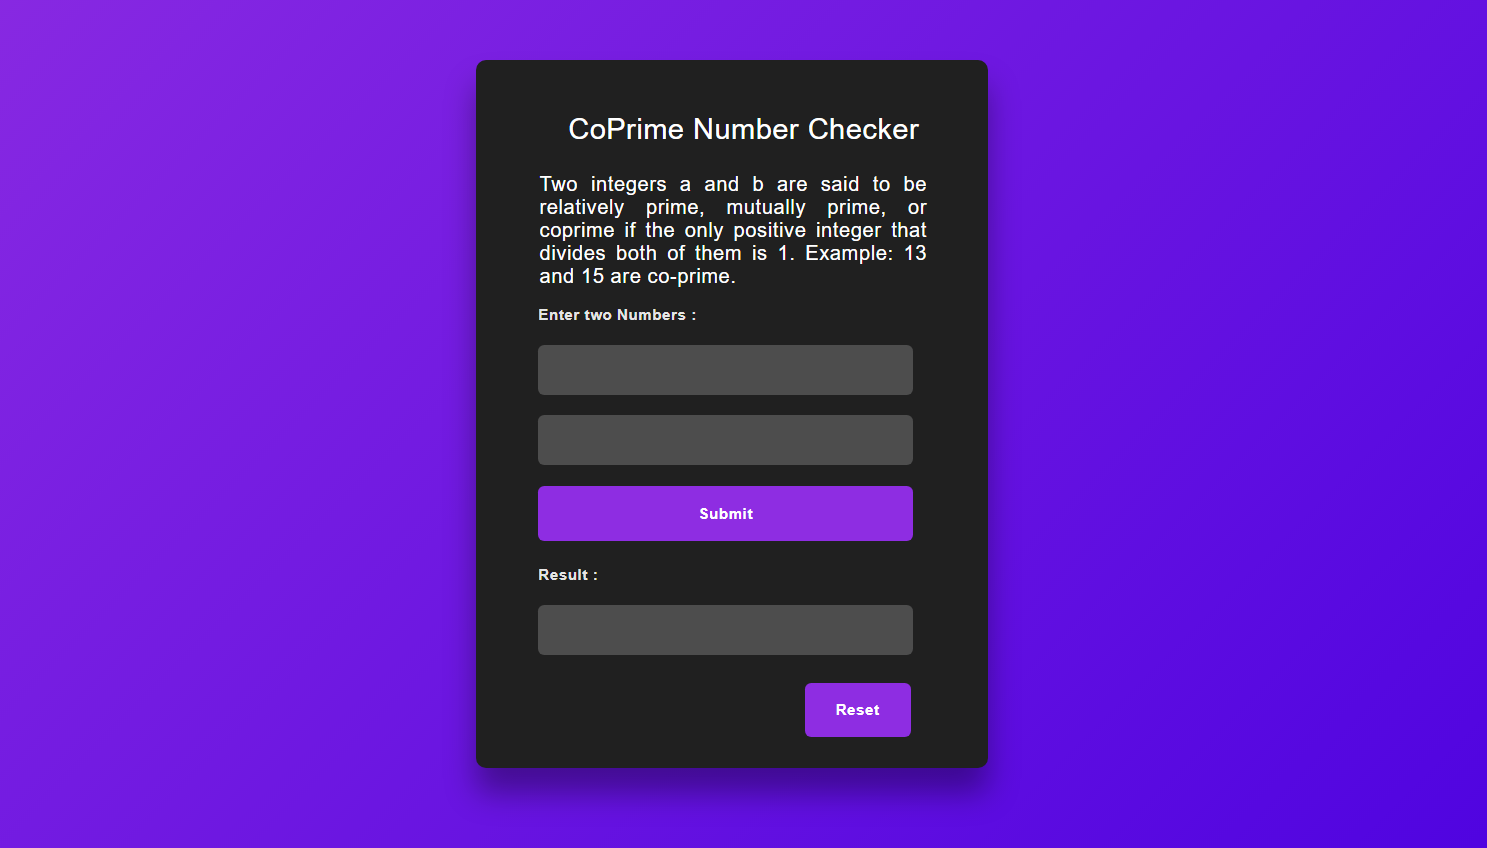 CoPrime Number Checker
Two integers a and b are said to be
relatively prime, mutually prime, or
coprime if the only positive integer that
divides both of them is 1. Example: 13
and 15 are co-prime.
Enter two Numbers :
Submit
Result :
Reset